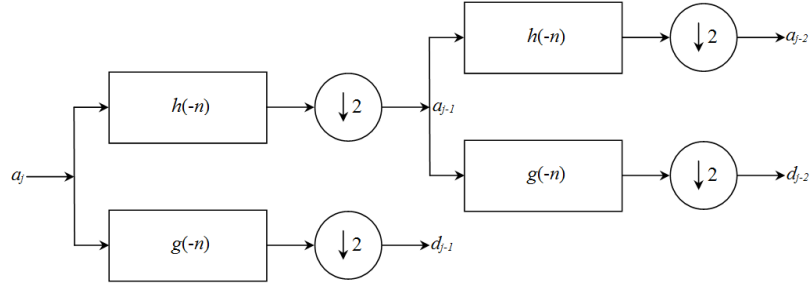 h(-n)
↓ 2
a_{j-2}
h(-n)
↓ 2
a_{j-1}
a_j
g(-n)
↓ 2
d_{j-2}
g(-n)
↓ 2
d_{j-1}